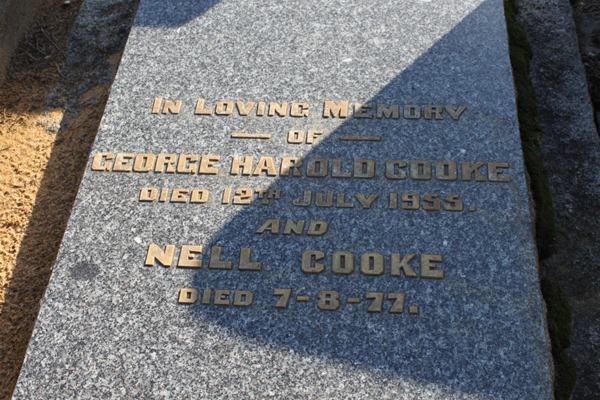 In Loving Memory
— OF —
GEORGE HAROLD COOKE
DIED 12TH JULY 1955.
AND
NELL COOKE
DIED 7-8-77.